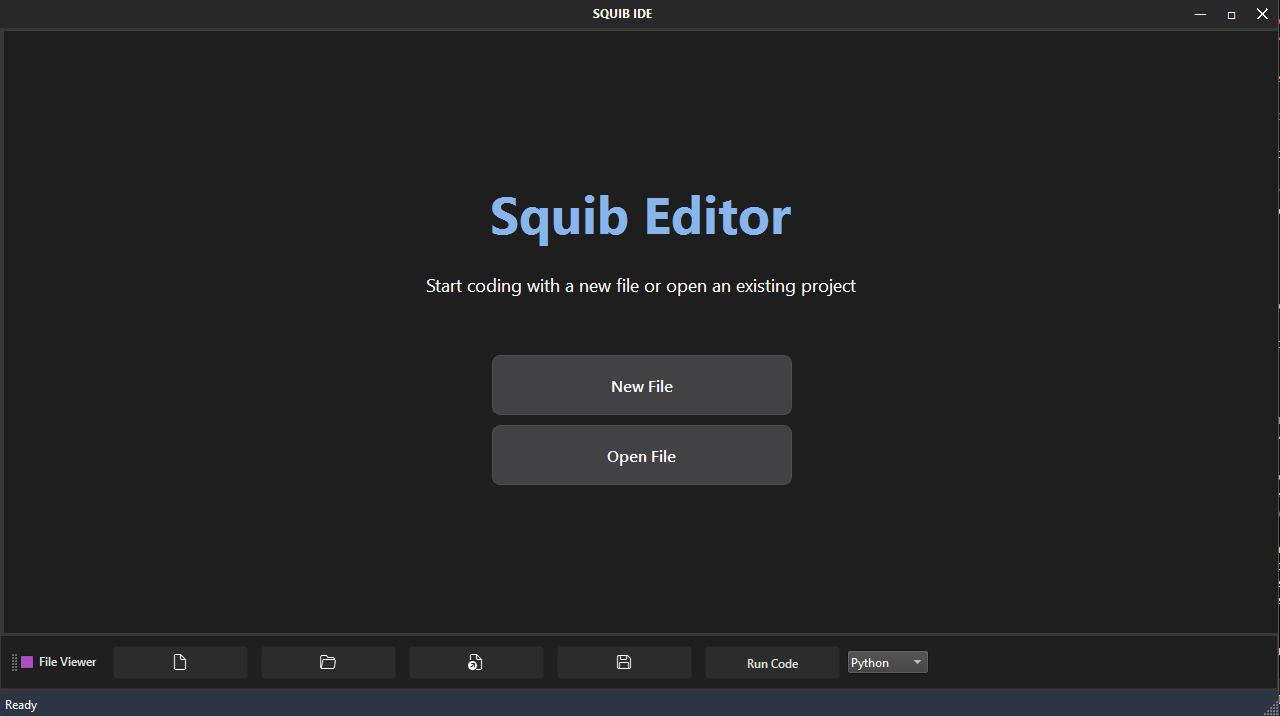 SQUIB IDE
Squib Editor
Start coding with a new file or open an existing project
New File
Open File
File Viewer
Run Code
Python
Ready